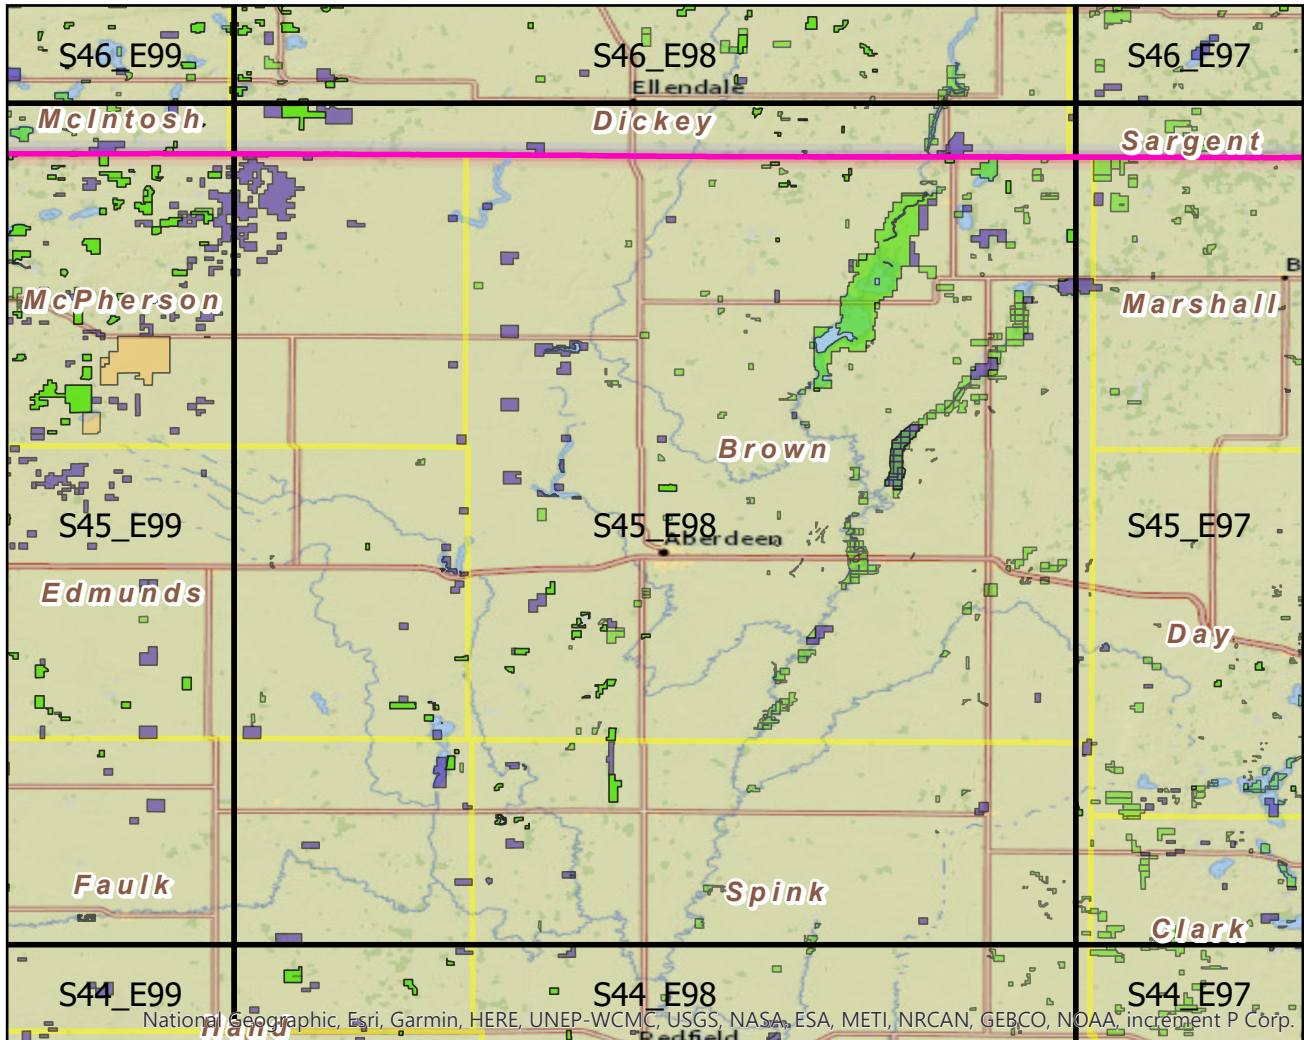 S46_E99 S46_E98 S46_E97
Ellendale
McIntosh Dickey
Sargent
McPherson Marshall
B
Brown
S45_E99 S45_E98 S45_E97
Aberdeen
Edmunds
Day
Faulk Spink
Clark
S44_E99 S44_E98 S44_E97
National Geographic, Esri, Garmin, HERE, UNEP-WCMC, USGS, NASA, ESA, METI, NRCAN, GEBCO, NOAA, increment P Corp.
Hand
Redfield